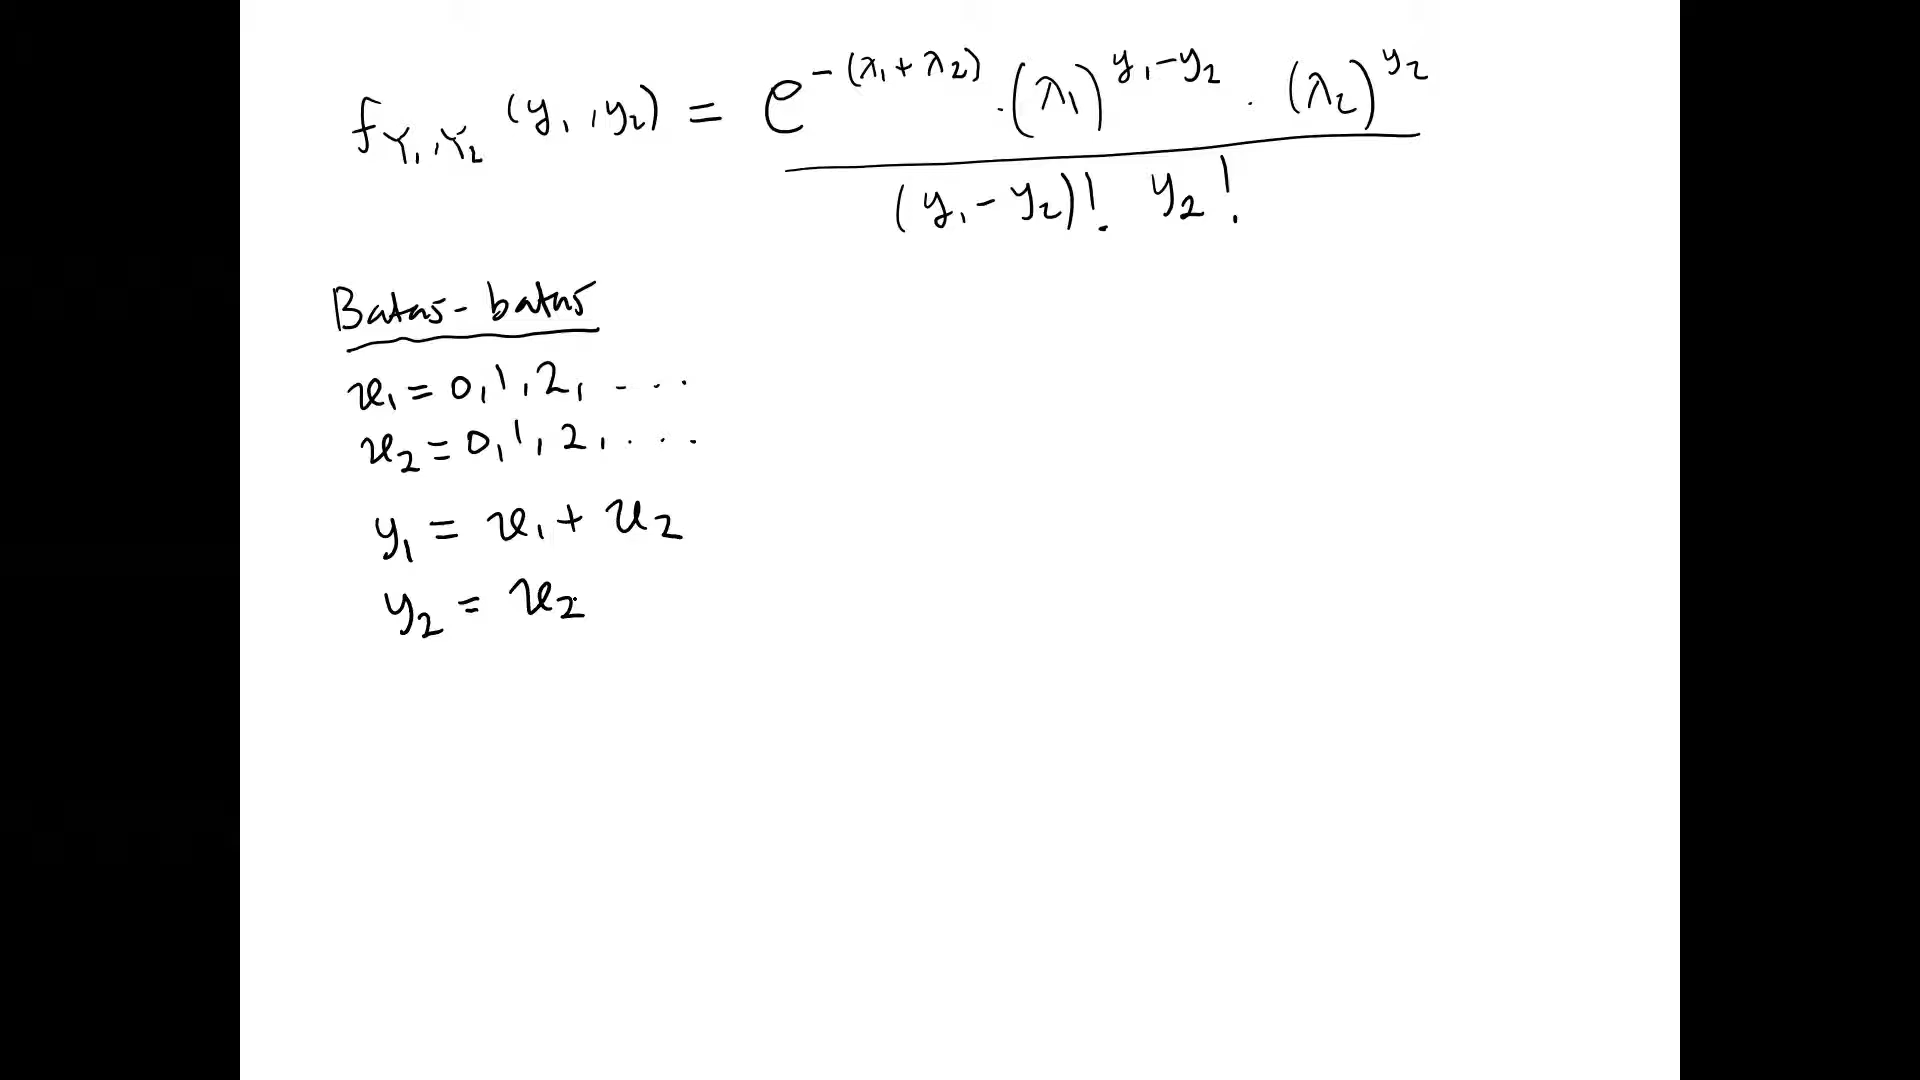 f_{Y₁,Y₂}(y₁,y₂) = \frac{e^{-(λ₁+λ₂)} · (λ₁)^{y₁-y₂} · (λ₂)^{y₂}}{(y₁-y₂)! y₂!}
Batas-batas
x₁ = 0, 1, 2, ....
x₂ = 0, 1, 2, ....
y₁ = x₁ + x₂
y₂ = x₂